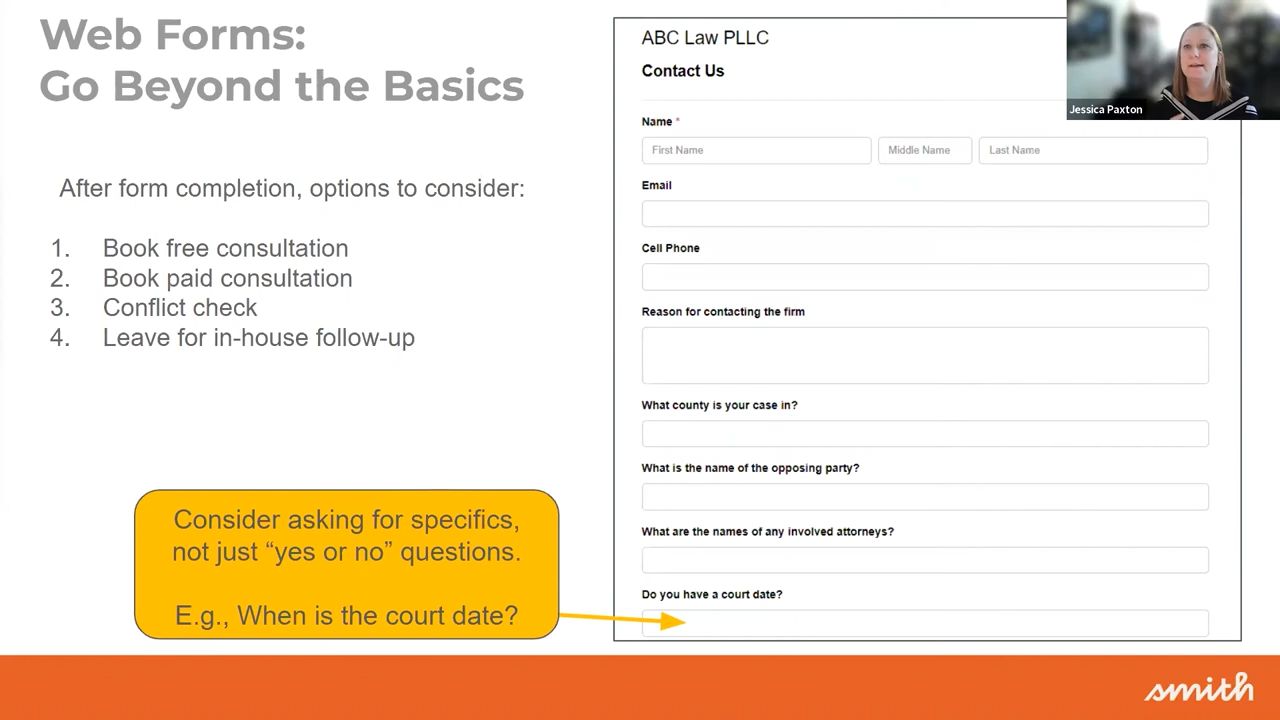 Web Forms:
Go Beyond the Basics
After form completion, options to consider:
1. Book free consultation
2. Book paid consultation
3. Conflict check
4. Leave for in-house follow-up
Consider asking for specifics,
not just “yes or no” questions.
E.g., When is the court date?
ABC Law PLLC
Contact Us
Name *
First Name Middle Name Last Name
Email
Cell Phone
Reason for contacting the firm
What county is your case in?
What is the name of the opposing party?
What are the names of any involved attorneys?
Do you have a court date?
Jessica Paxton
smith